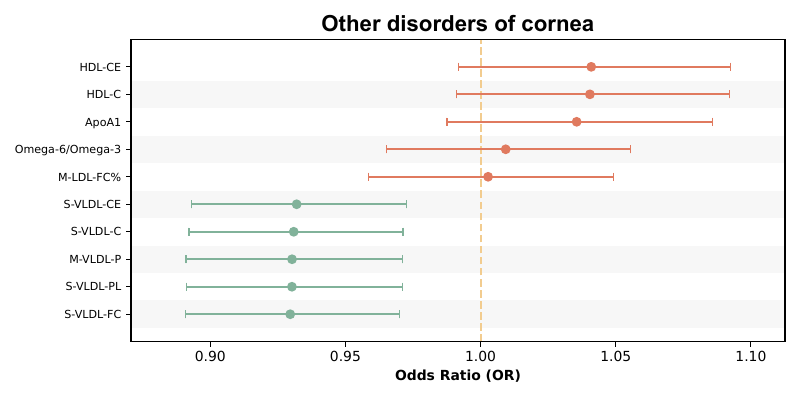 Other disorders of cornea
HDL-CE
HDL-C
ApoA1
Omega-6/Omega-3
M-LDL-FC%
S-VLDL-CE
S-VLDL-C
M-VLDL-P
S-VLDL-PL
S-VLDL-FC
0.90 0.95 1.00 1.05 1.10
Odds Ratio (OR)